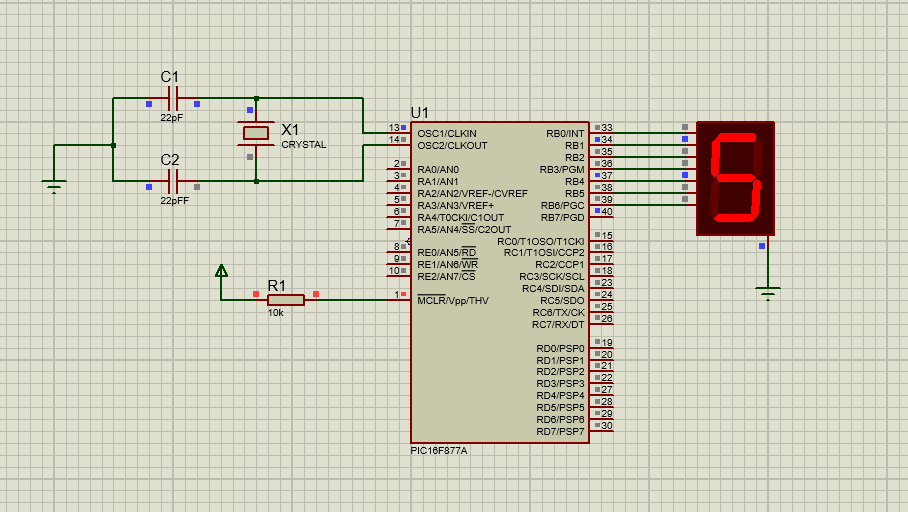 C1
22pF
X1
CRYSTAL
C2
22pFF
R1
10k
U1
13 OSC1/CLKIN
14 OSC2/CLKOUT
2 RA0/AN0
3 RA1/AN1
4 RA2/AN2/VREF-/CVREF
5 RA3/AN3/VREF+
6 RA4/T0CKI/C1OUT
7 RA5/AN4/SS/C2OUT
8 RE0/AN5/RD
9 RE1/AN6/WR
10 RE2/AN7/CS
1 MCLR/Vpp/THV
RB0/INT 33
RB1 34
RB2 35
RB3/PGM 36
RB4 37
RB5 38
RB6/PGC 39
RB7/PGD 40
RC0/T1OSO/T1CKI 15
RC1/T1OSI/CCP2 16
RC2/CCP1 17
RC3/SCK/SCL 18
RC4/SDI/SDA 23
RC5/SDO 24
RC6/TX/CK 25
RC7/RX/DT 26
RD0/PSP0 19
RD1/PSP1 20
RD2/PSP2 21
RD3/PSP3 22
RD4/PSP4 27
RD5/PSP5 28
RD6/PSP6 29
RD7/PSP7 30
PIC16F877A
5